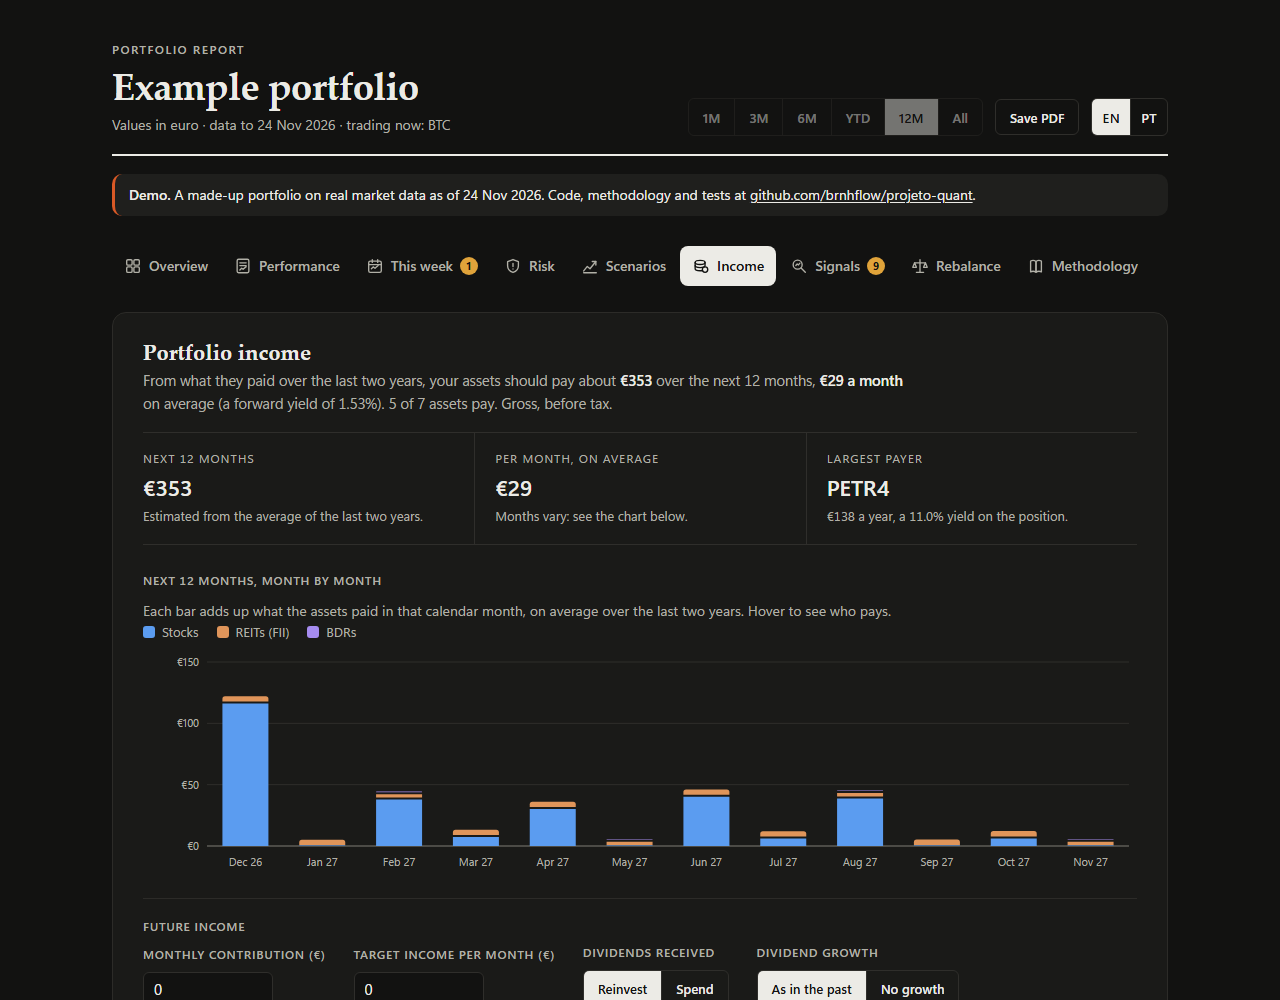 PORTFOLIO REPORT
Example portfolio
Values in euro · data to 24 Nov 2026 · trading now: BTC
1M 3M 6M YTD 12M All
Save PDF
EN PT
Demo. A made-up portfolio on real market data as of 24 Nov 2026. Code, methodology and tests at github.com/brnhflow/projeto-quant.
Overview Performance This week 1 Risk Scenarios Income Signals 9 Rebalance Methodology
Portfolio income
From what they paid over the last two years, your assets should pay about €353 over the next 12 months, €29 a month
on average (a forward yield of 1.53%). 5 of 7 assets pay. Gross, before tax.
NEXT 12 MONTHS
€353
Estimated from the average of the last two years.
PER MONTH, ON AVERAGE
€29
Months vary: see the chart below.
LARGEST PAYER
PETR4
€138 a year, a 11.0% yield on the position.
NEXT 12 MONTHS, MONTH BY MONTH
Each bar adds up what the assets paid in that calendar month, on average over the last two years. Hover to see who pays.
Stocks REITs (FII) BDRs
€150
€100
€50
€0
Dec 26 Jan 27 Feb 27 Mar 27 Apr 27 May 27 Jun 27 Jul 27 Aug 27 Sep 27 Oct 27 Nov 27
FUTURE INCOME
MONTHLY CONTRIBUTION (€) TARGET INCOME PER MONTH (€) DIVIDENDS RECEIVED DIVIDEND GROWTH
0 0 Reinvest Spend As in the past No growth